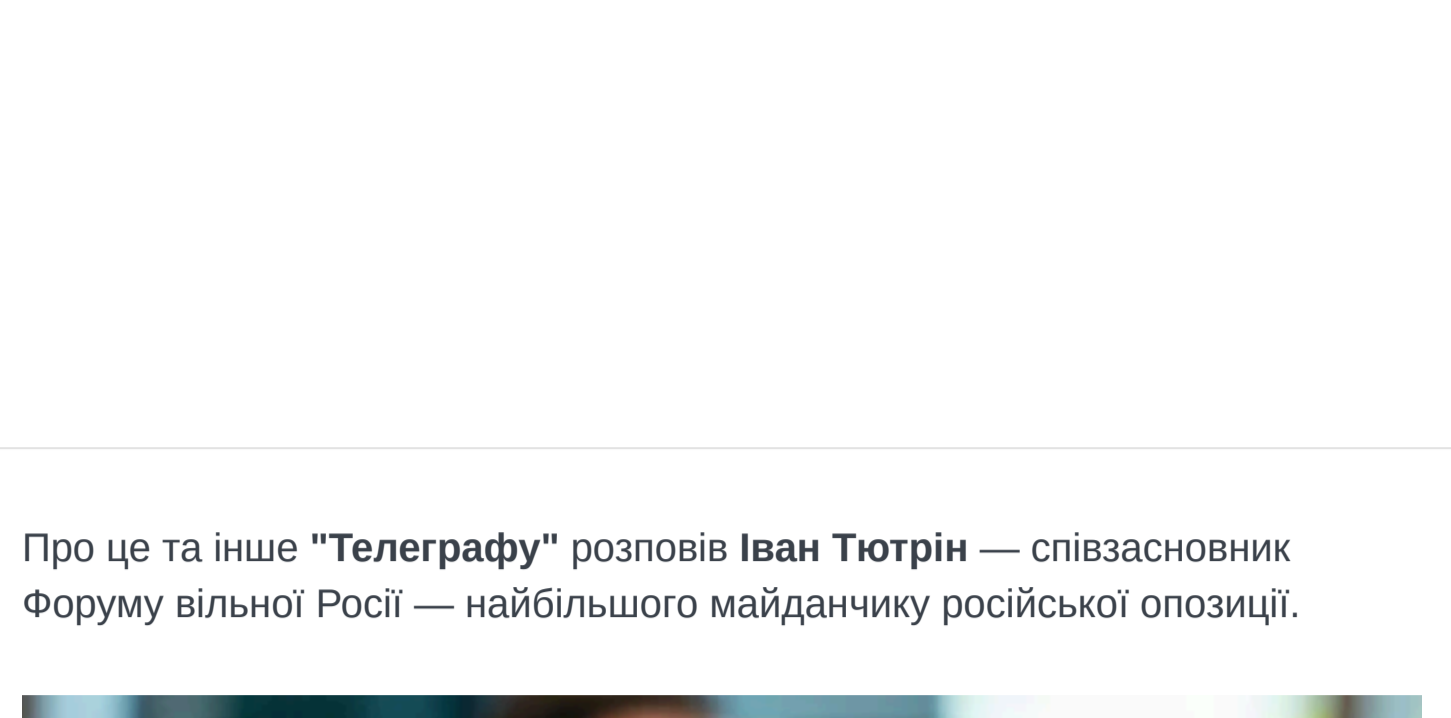 Про це та інше "Телеграфу" розповів Іван Тютрін — співзасновник
Форуму вільної Росії — найбільшого майданчику російської опозиції.